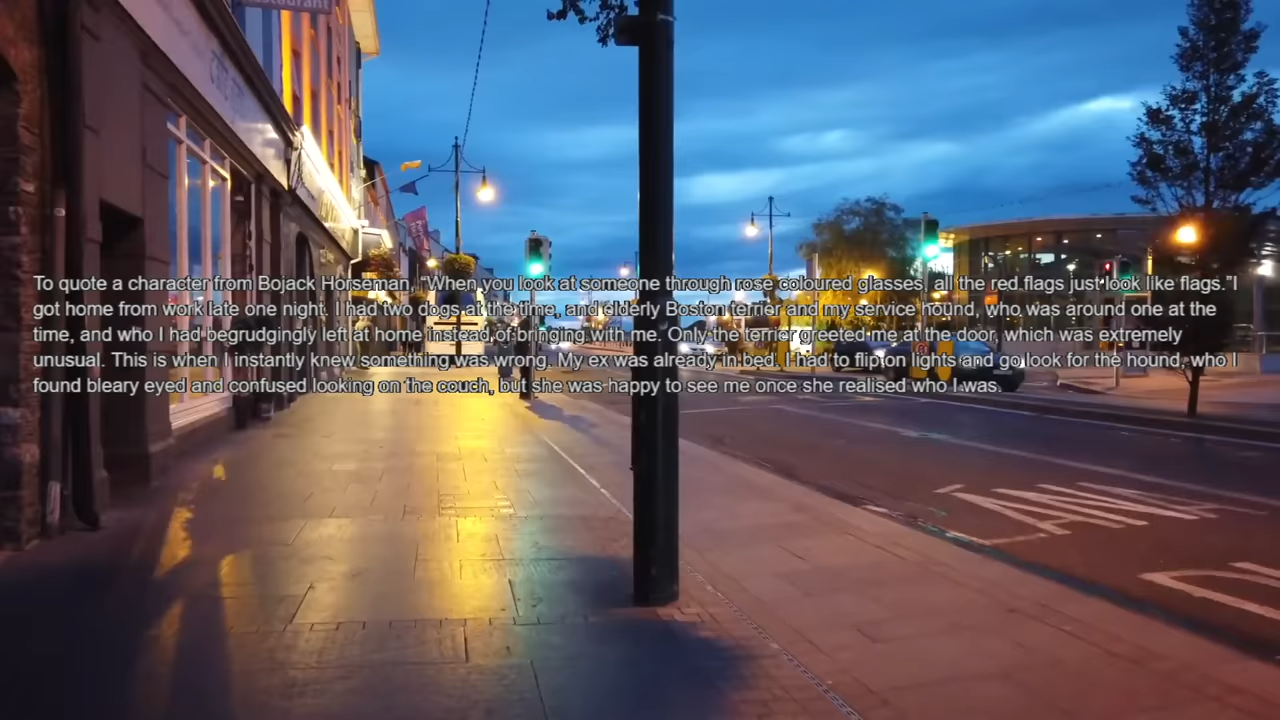 Restaurant
To quote a character from Bojack Horseman, "When you look at someone through rose coloured glasses, all the red flags just look like flags."I
got home from work late one night. I had two dogs at the time, and elderly Boston terrier and my service hound, who was around one at the
time, and who I had begrudgingly left at home instead of bringing with me. Only the terrier greeted me at the door, which was extremely
unusual. This is when I instantly knew something was wrong. My ex was already in bed. I had to flip on lights and go look for the hound, who I
found bleary eyed and confused looking on the couch, but she was happy to see me once she realised who I was.